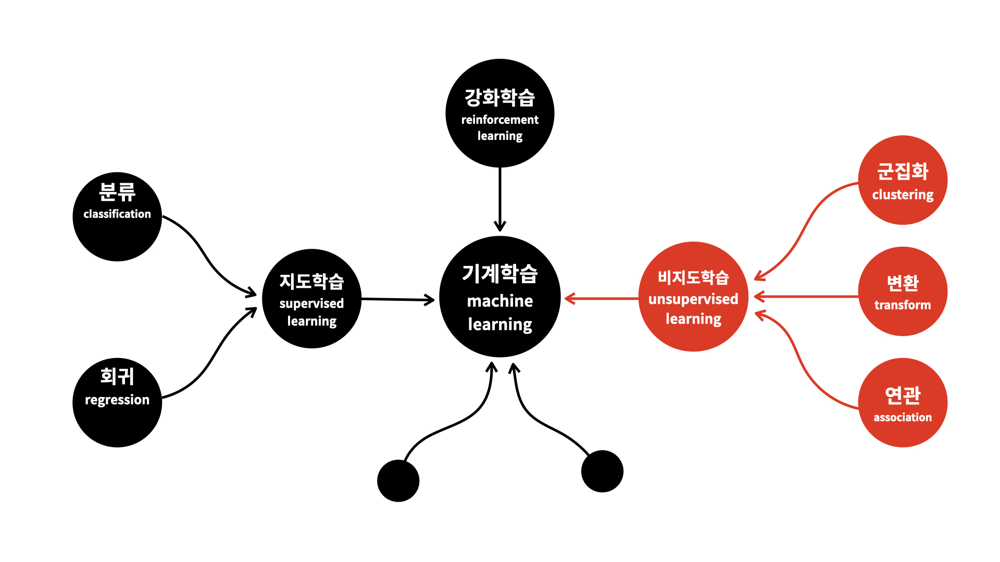 강화학습
reinforcement
learning
분류
classification
지도학습
supervised
learning
회귀
regression
기계학습
machine
learning
비지도학습
unsupervised
learning
군집화
clustering
변환
transform
연관
association